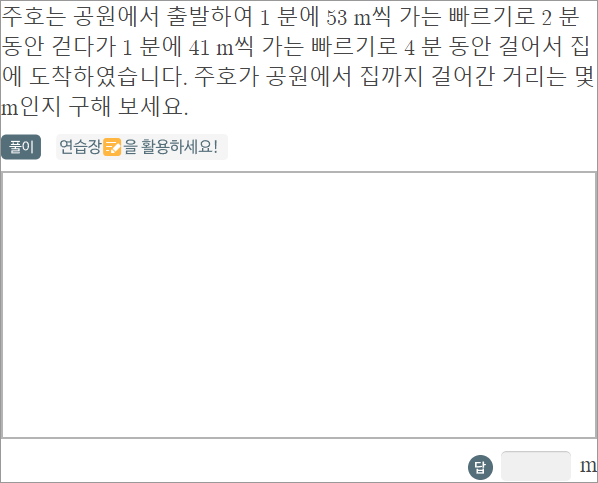 주호는 공원에서 출발하여 1 분에 53 m씩 가는 빠르기로 2 분
동안 걷다가 1 분에 41 m씩 가는 빠르기로 4 분 동안 걸어서 집
에 도착하였습니다. 주호가 공원에서 집까지 걸어간 거리는 몇
m인지 구해 보세요.
풀이 연습장📝을 활용하세요!
답 m